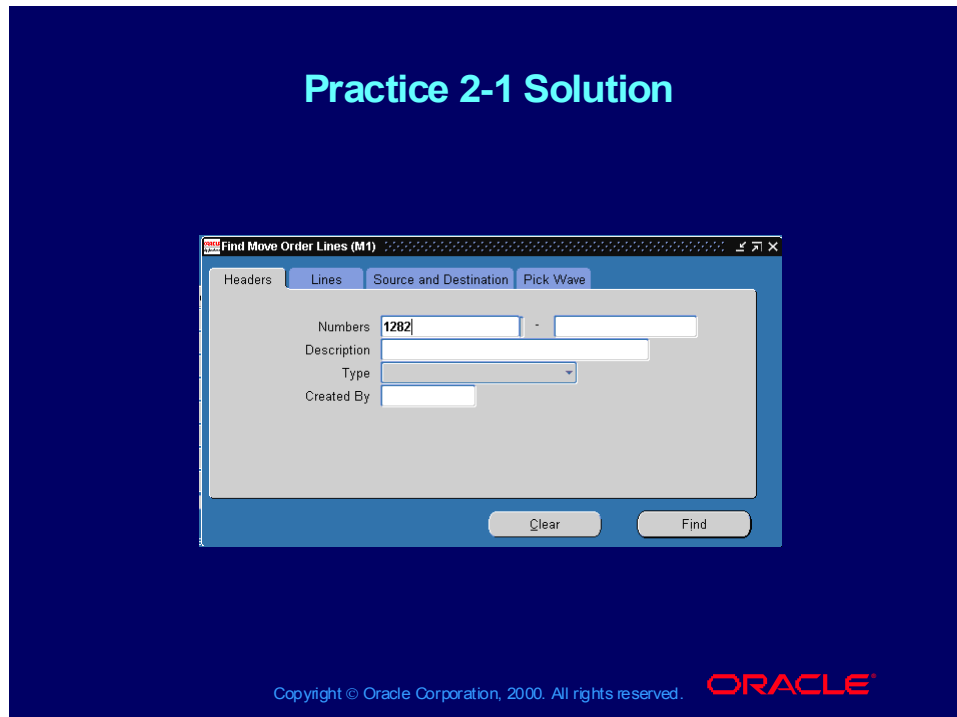 Practice 2-1 Solution
Find Move Order Lines (M1)
Headers Lines Source and Destination Pick Wave
Numbers 1282 -
Description
Type
Created By
Clear Find
Copyright © Oracle Corporation, 2000. All rights reserved. ORACLE